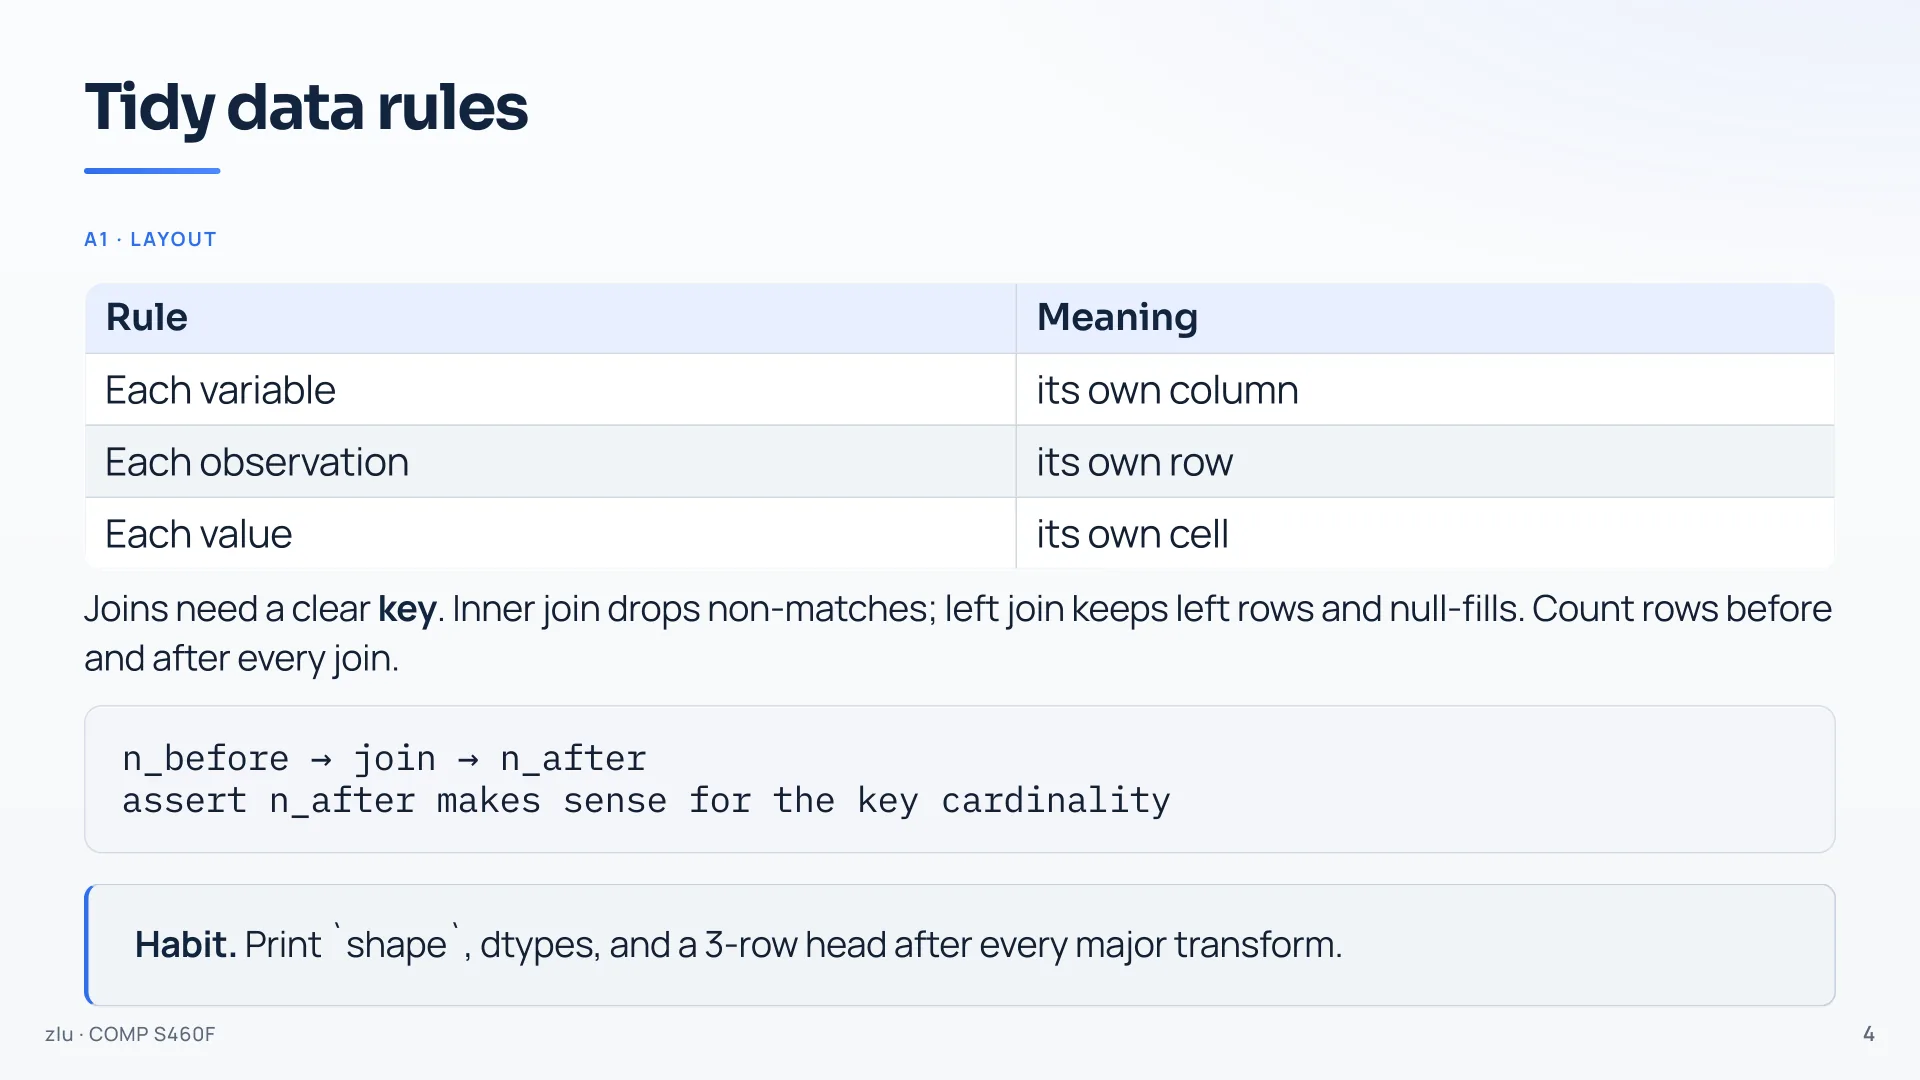 Tidy data rules
A1 · LAYOUT
Rule Meaning
Each variable its own column
Each observation its own row
Each value its own cell
Joins need a clear key. Inner join drops non-matches; left join keeps left rows and null-fills. Count rows before
and after every join.
n_before → join → n_after
assert n_after makes sense for the key cardinality
Habit. Print `shape`, dtypes, and a 3-row head after every major transform.
zlu · COMP S460F
4